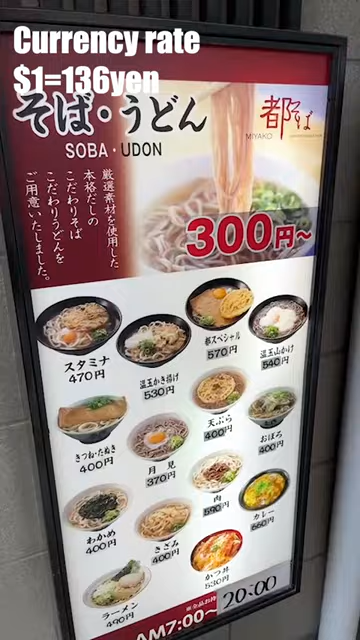 Currency rate
$1=136yen
そば・うどん
都そば
MIYAKO
SOBA・UDON
厳選素材を使用した
本格だしの
こだわりそば
こだわりうどんを
ご用意いたしました。
300円~
スタミナ
470円
温玉かき揚げ
530円
都スペシャル
570円
温玉山かけ
540円
きつね・たぬき
400円
月見
370円
天ぷら
400円
おぼろ
400円
わかめ
400円
きざみ
400円
肉
590円
カレー
660円
ラーメン
490円
かつ丼
530円
AM7:00~
20:00